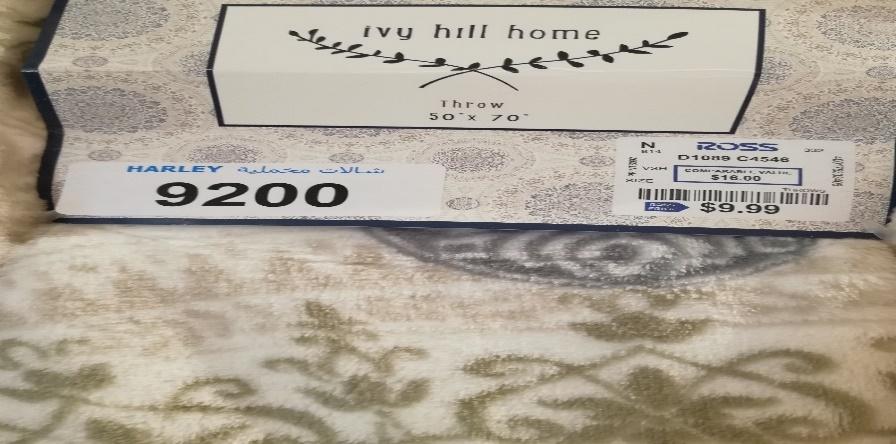 ivy hill home
Throw
50"x 70"
HARLEY شالات مخملية
9200
N
ROSS
D1089 C4546
COMPARABLE VALUE
$16.00
$9.99